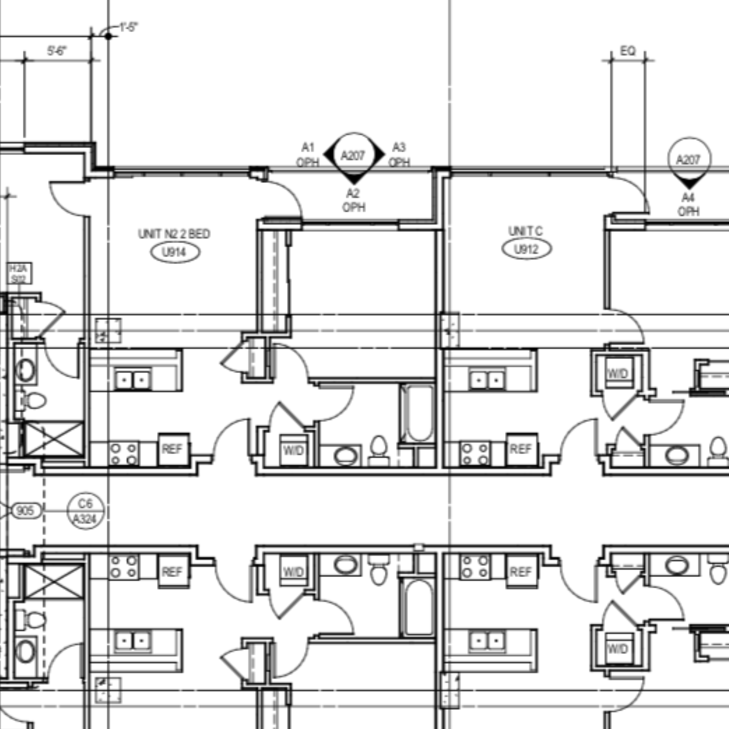 1'-5"
5'-6"
EQ
A1
OPH
A207
A3
OPH
A2
OPH
A207
A4
OPH
UNIT N2 2 BED
U914
UNIT C
U912
H2A
S02
W/D
REF
W/D
REF
905
C6
A324
REF
W/D
REF
W/D